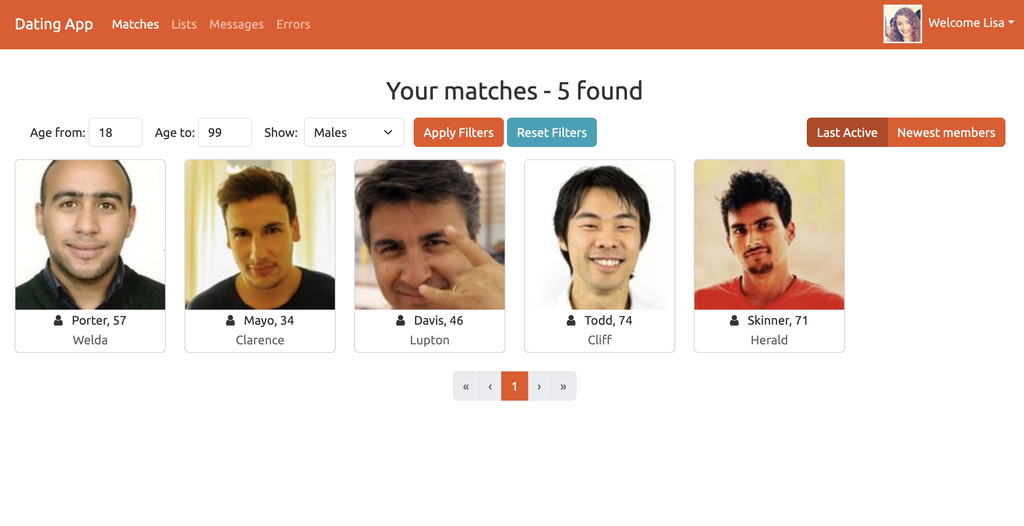 Dating App Matches Lists Messages Errors Welcome Lisa
Your matches - 5 found
Age from: 18 Age to: 99 Show: Males Apply Filters Reset Filters Last Active Newest members
Porter, 57 Mayo, 34 Davis, 46 Todd, 74 Skinner, 71
Welda Clarence Lupton Cliff Herald
« ‹ 1 › »